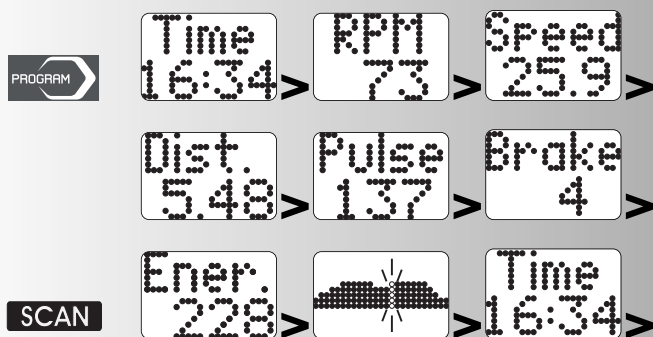 PROGRAM
Time
16:34
>
RPM
73
>
Speed
25.9
>
Dist.
5.48
>
Pulse
137
>
Brake
4
>
SCAN
Ener.
228
>
>
Time
16:34
>